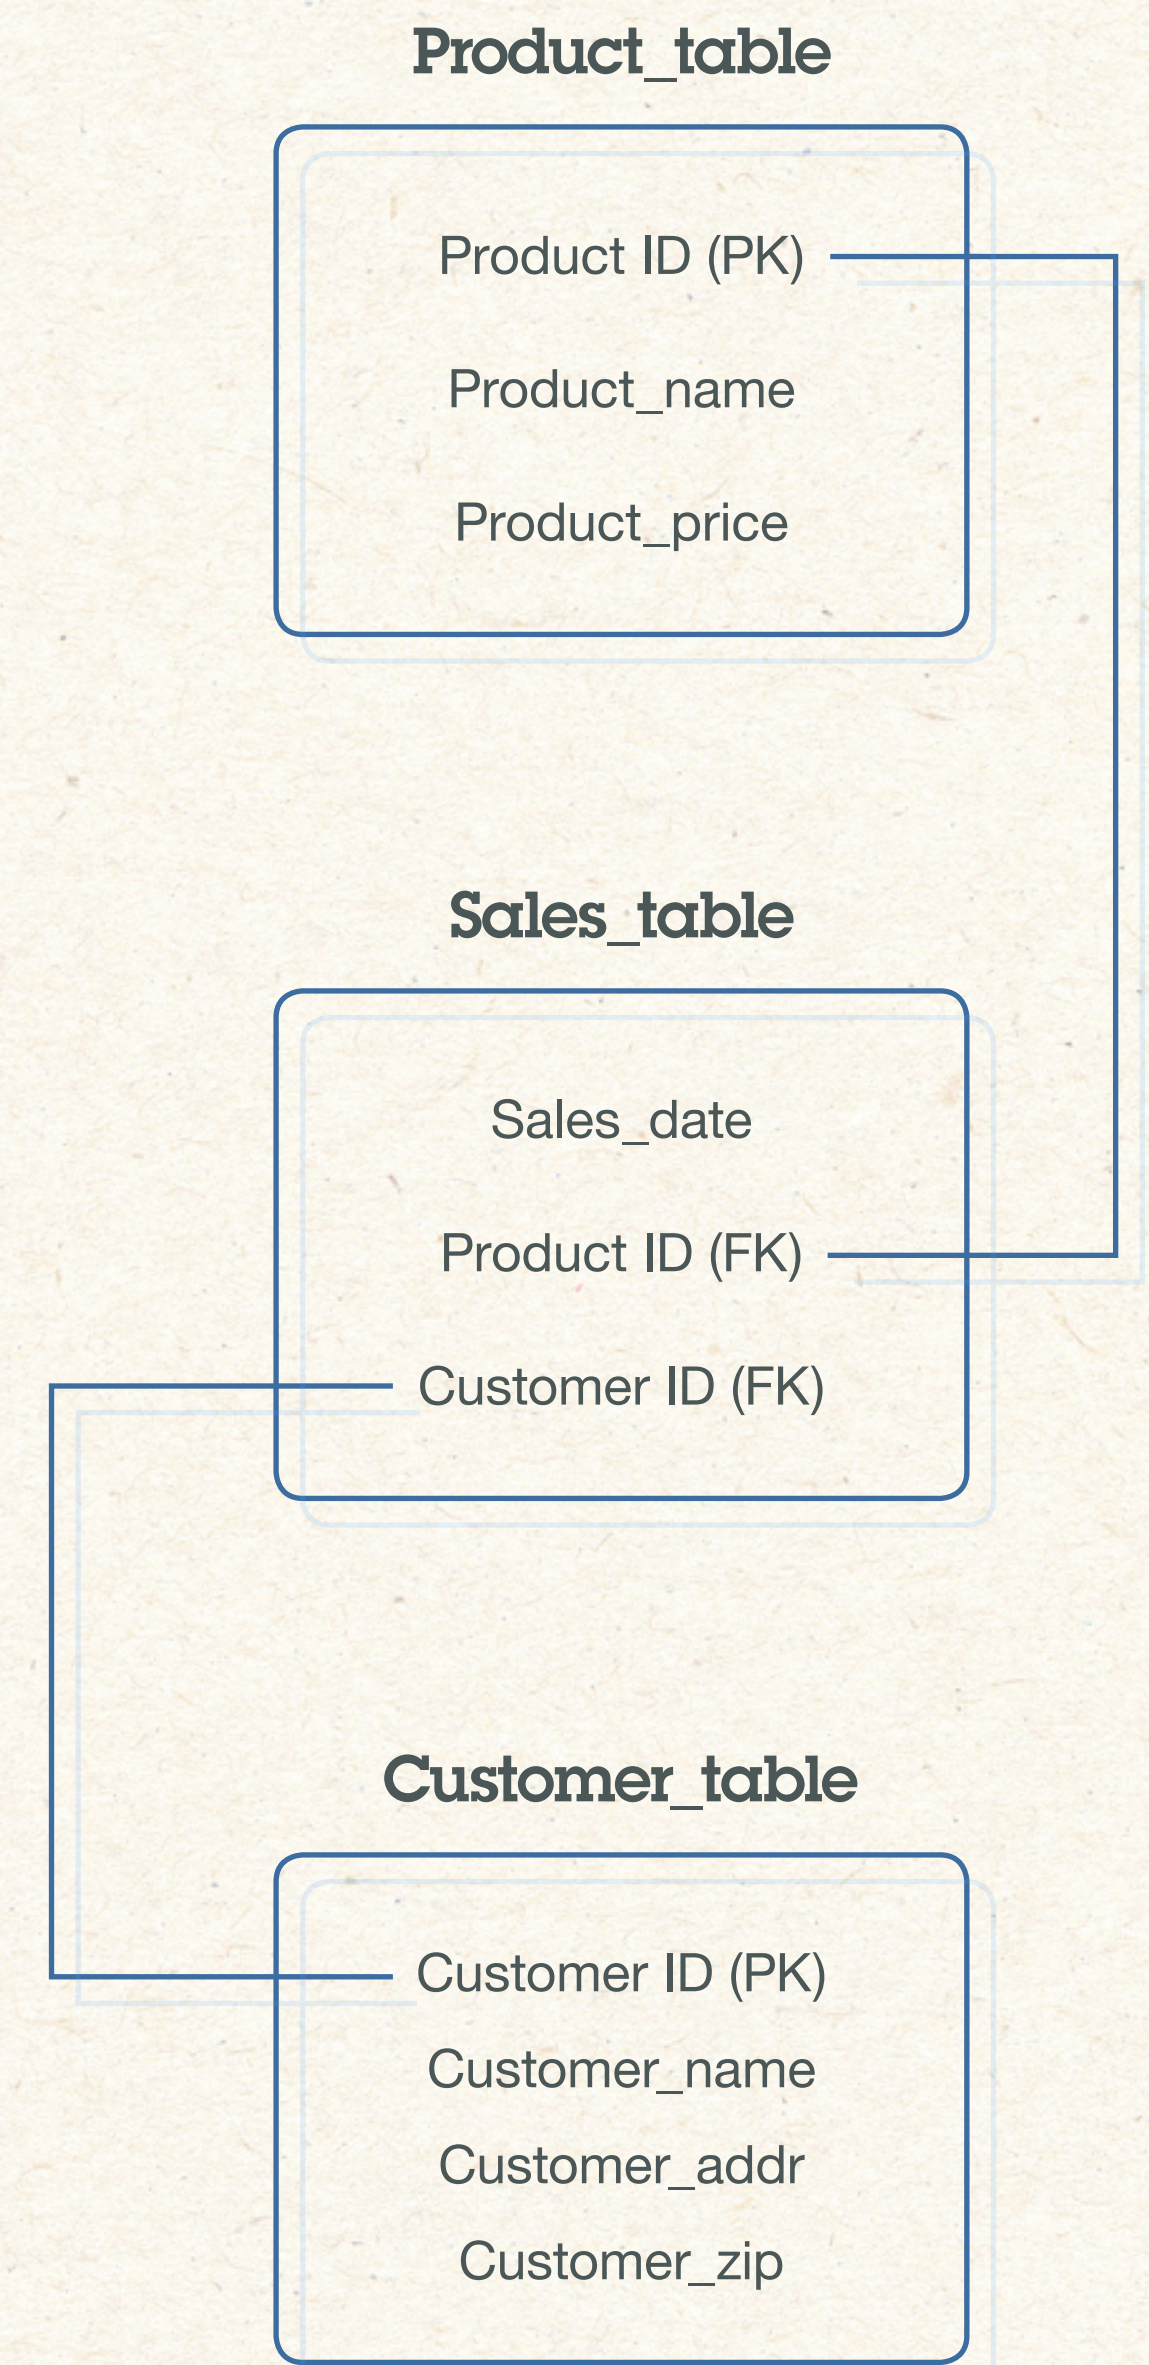 Product_table
Product ID (PK)
Product_name
Product_price
Sales_table
Sales_date
Product ID (FK)
Customer ID (FK)
Customer_table
Customer ID (PK)
Customer_name
Customer_addr
Customer_zip